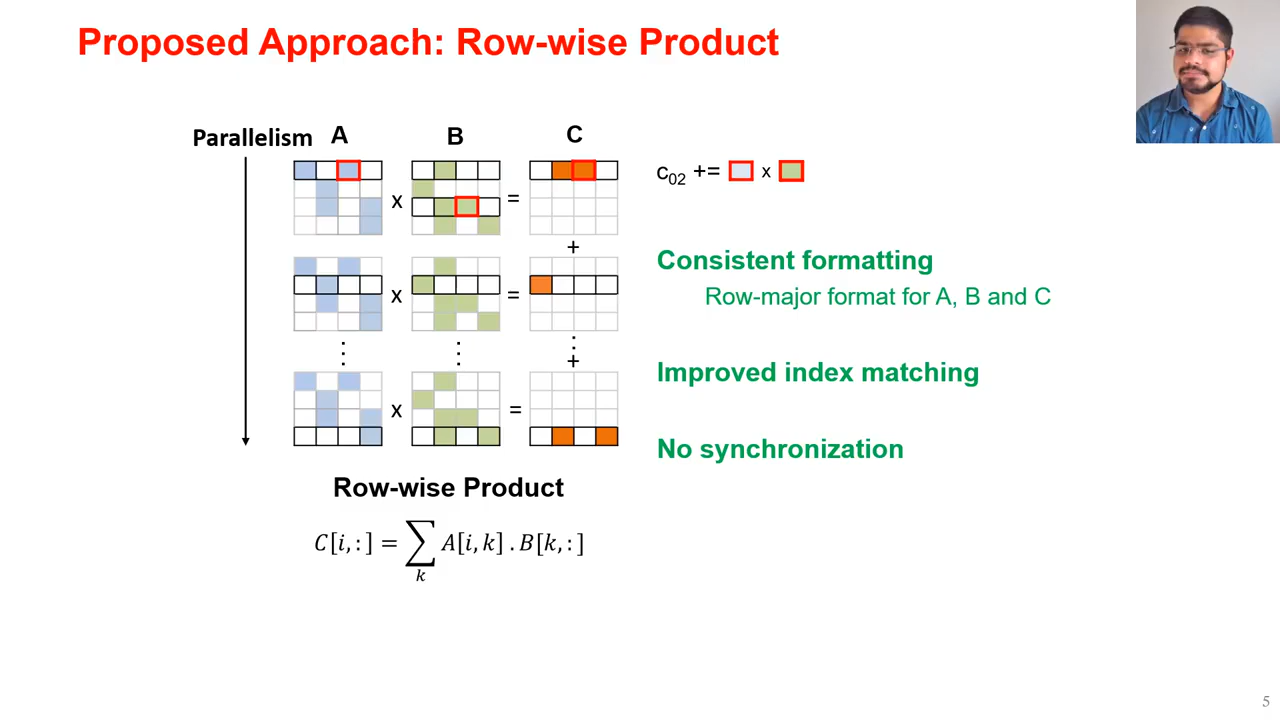 Proposed Approach: Row-wise Product
Parallelism A B C
x =
c02 += x
+
x =
Consistent formatting
Row-major format for A, B and C
⋮ ⋮ ⋮
+
x =
Improved index matching
No synchronization
Row-wise Product
C[i,:] = ∑k A[i,k] . B[k,:]
5